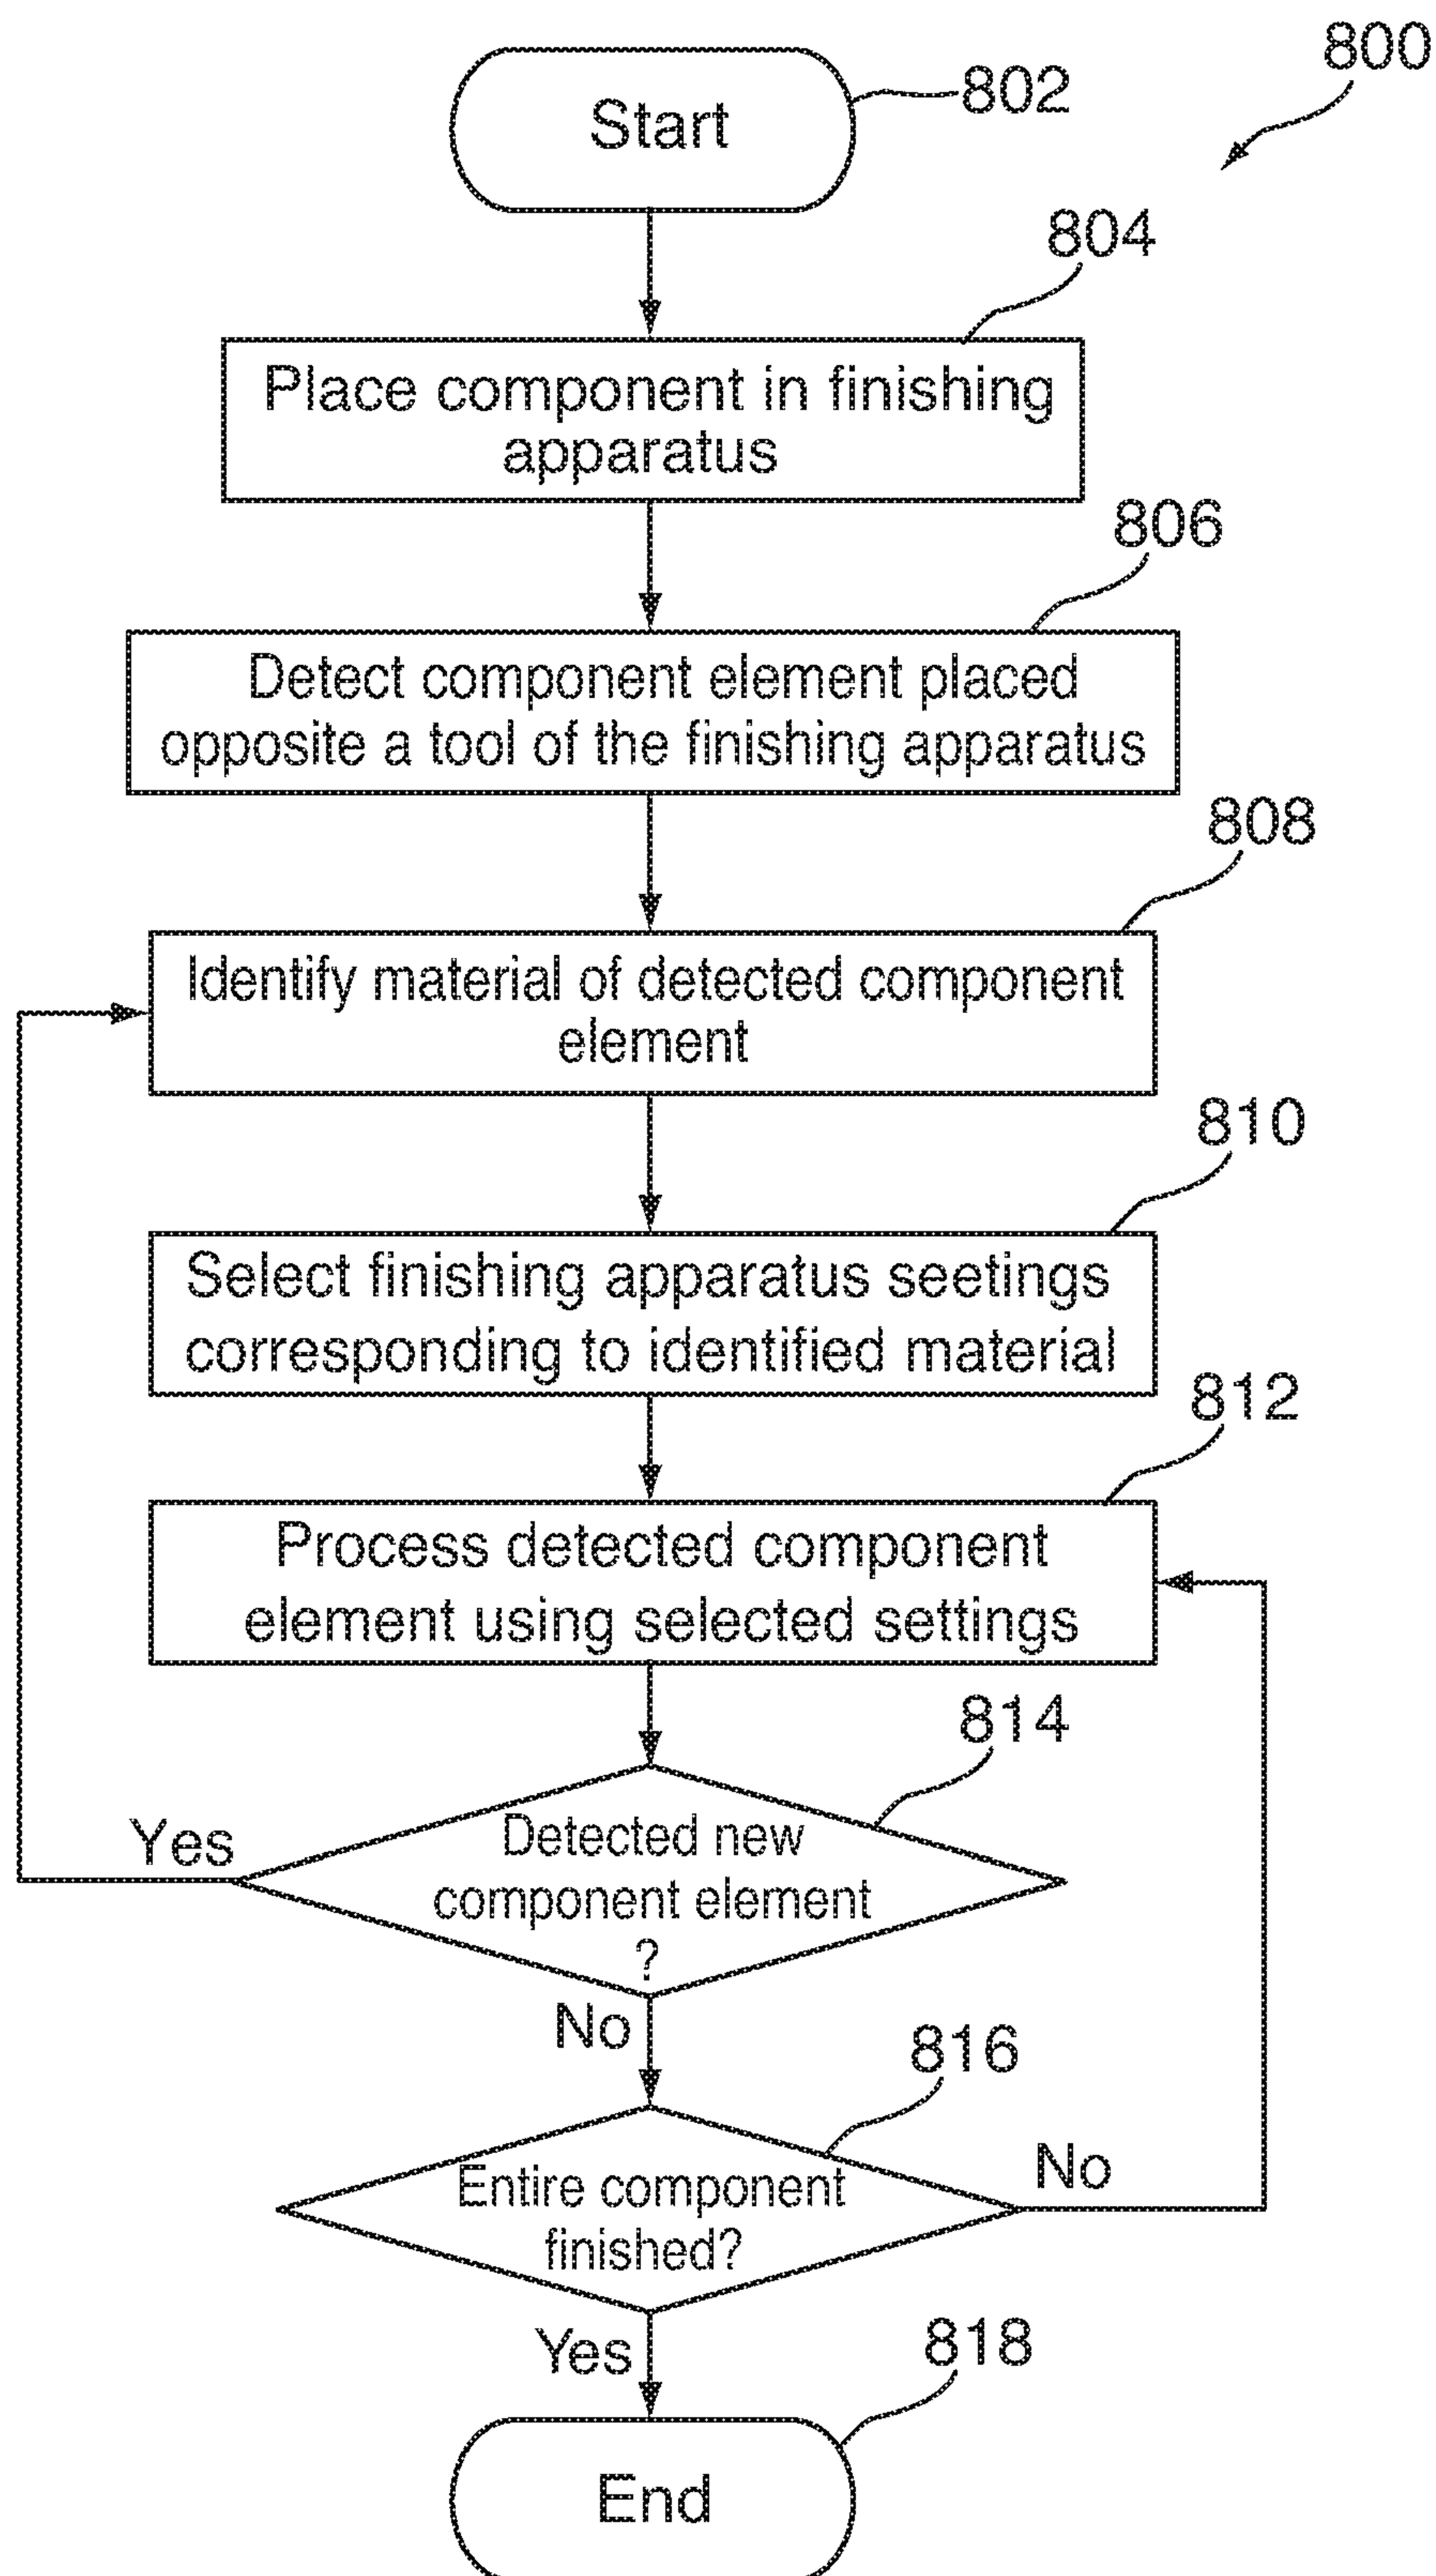 800
Start
802
804
Place component in finishing
apparatus
806
Detect component element placed
opposite a tool of the finishing apparatus
808
Identify material of detected component
element
810
Select finishing apparatus seetings
corresponding to identified material
812
Process detected component
element using selected settings
814
Detected new
component element
?
Yes
No
816
Entire component
finished?
No
Yes
818
End